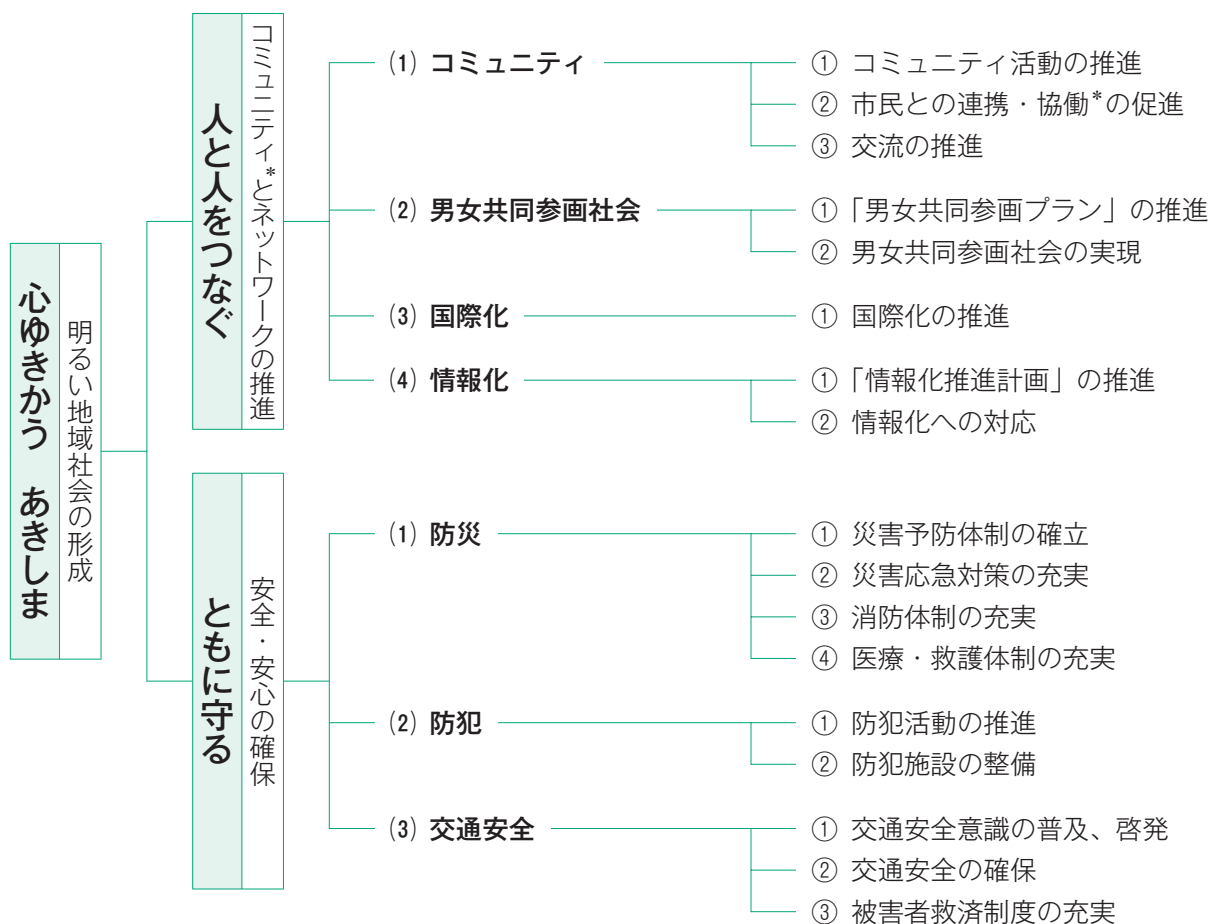 心ゆきかう　あきしま
明るい地域社会の形成
人と人をつなぐ
コミュニティ*とネットワークの推進
(1) コミュニティ
① コミュニティ活動の推進
② 市民との連携・協働*の促進
③ 交流の推進
(2) 男女共同参画社会
①「男女共同参画プラン」の推進
② 男女共同参画社会の実現
(3) 国際化
① 国際化の推進
(4) 情報化
①「情報化推進計画」の推進
② 情報化への対応
ともに守る
安全・安心の確保
(1) 防災
① 災害予防体制の確立
② 災害応急対策の充実
③ 消防体制の充実
④ 医療・救護体制の充実
(2) 防犯
① 防犯活動の推進
② 防犯施設の整備
(3) 交通安全
① 交通安全意識の普及、啓発
② 交通安全の確保
③ 被害者救済制度の充実